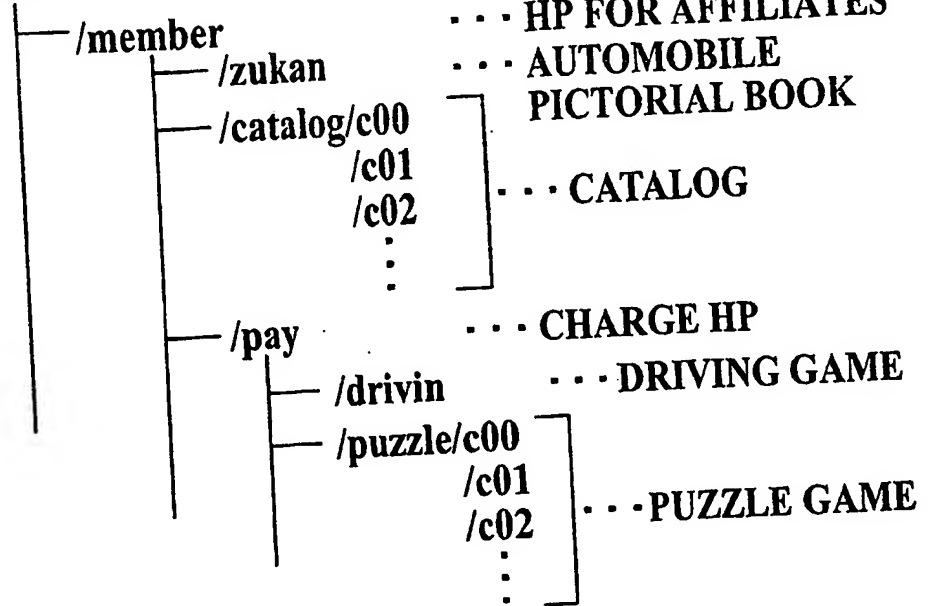 /member · · · HP FOR AFFILIATES
/zukan · · · AUTOMOBILE
PICTORIAL BOOK
/catalog/c00
/c01
· · · CATALOG
/c02
/pay · · · CHARGE HP
/drivin · · · DRIVING GAME
/puzzle/c00
/c01
· · · PUZZLE GAME
/c02